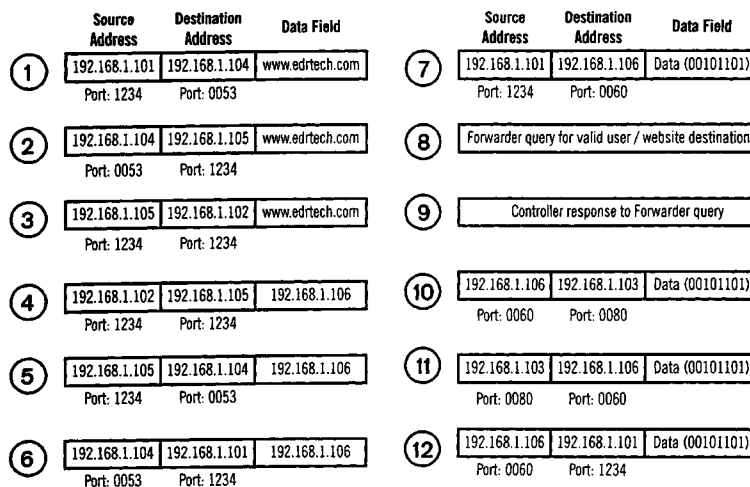 Source Address Destination Address Data Field
1 192.168.1.101 192.168.1.104 www.edrtech.com
Port: 1234 Port: 0053
2 192.168.1.104 192.168.1.105 www.edrtech.com
Port: 0053 Port: 1234
3 192.168.1.105 192.168.1.102 www.edrtech.com
Port: 1234 Port: 1234
4 192.168.1.102 192.168.1.105 192.168.1.106
Port: 1234 Port: 1234
5 192.168.1.105 192.168.1.104 192.168.1.106
Port: 1234 Port: 0053
6 192.168.1.104 192.168.1.101 192.168.1.106
Port: 0053 Port: 1234
Source Address Destination Address Data Field
7 192.168.1.101 192.168.1.106 Data (00101101)
Port: 1234 Port: 0060
8 Forwarder query for valid user / website destination
9 Controller response to Forwarder query
10 192.168.1.106 192.168.1.103 Data (00101101)
Port: 0060 Port: 0080
11 192.168.1.103 192.168.1.106 Data (00101101)
Port: 0080 Port: 0060
12 192.168.1.106 192.168.1.101 Data (00101101)
Port: 0060 Port: 1234